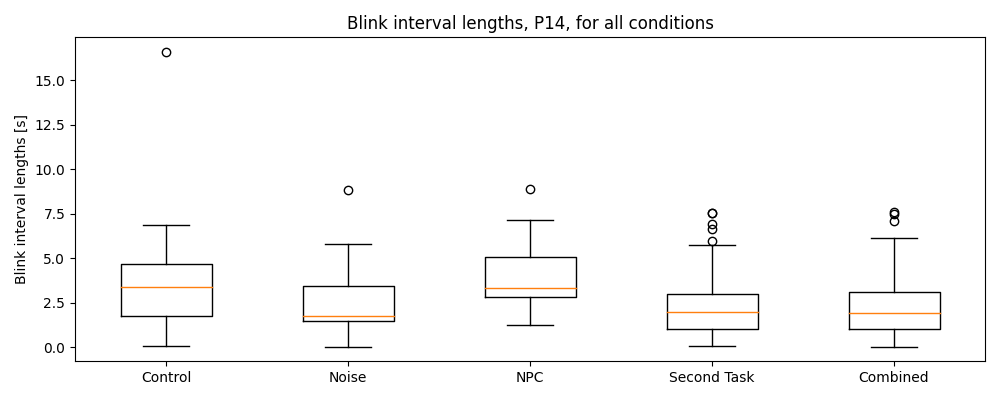 Blink interval lengths, P14, for all conditions
Blink interval lengths [s]
15.0
12.5
10.0
7.5
5.0
2.5
0.0
Control Noise NPC Second Task Combined